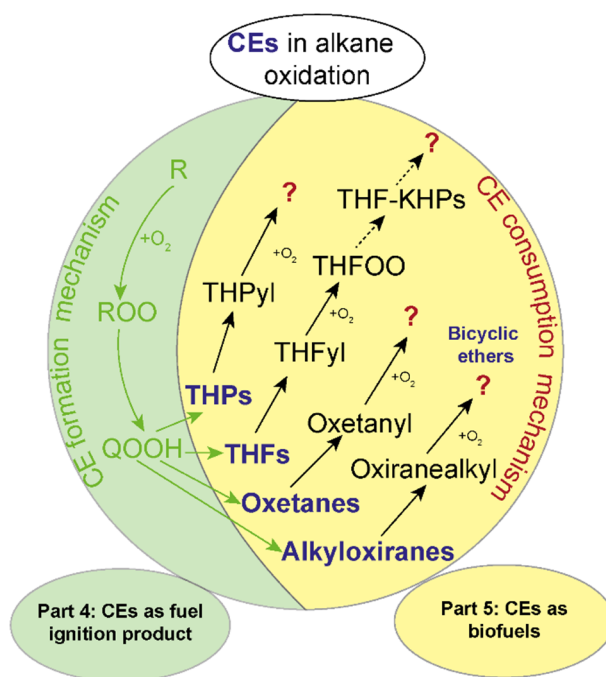 CEs in alkane
oxidation
CE formation mechanism
R
+O₂
ROO
QOOH
THPs
THFs
Oxetanes
Alkyloxiranes
THPyl
+O₂
?
THFyl
+O₂
THFOO
THF-KHPs
?
Oxetanyl
+O₂
?
Oxiranealkyl
+O₂
?
Bicyclic
ethers
CE consumption mechanism
Part 4: CEs as fuel
ignition product
Part 5: CEs as
biofuels